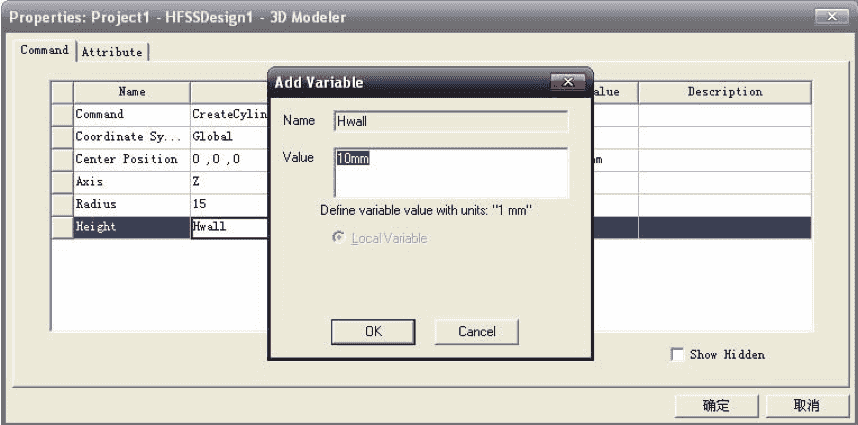 Properties: Project1 - HFSSDesign1 - 3D Modeler
Command Attribute
Name alue Description
Command CreateCylin
Coordinate Sy... Global
Center Position 0 ,0 ,0 m
Axis Z
Radius 15
Height Hwall
Add Variable
Name Hwall
Value 10mm
Define variable value with units: "1 mm"
Local Variable
OK Cancel
Show Hidden
确定 取消